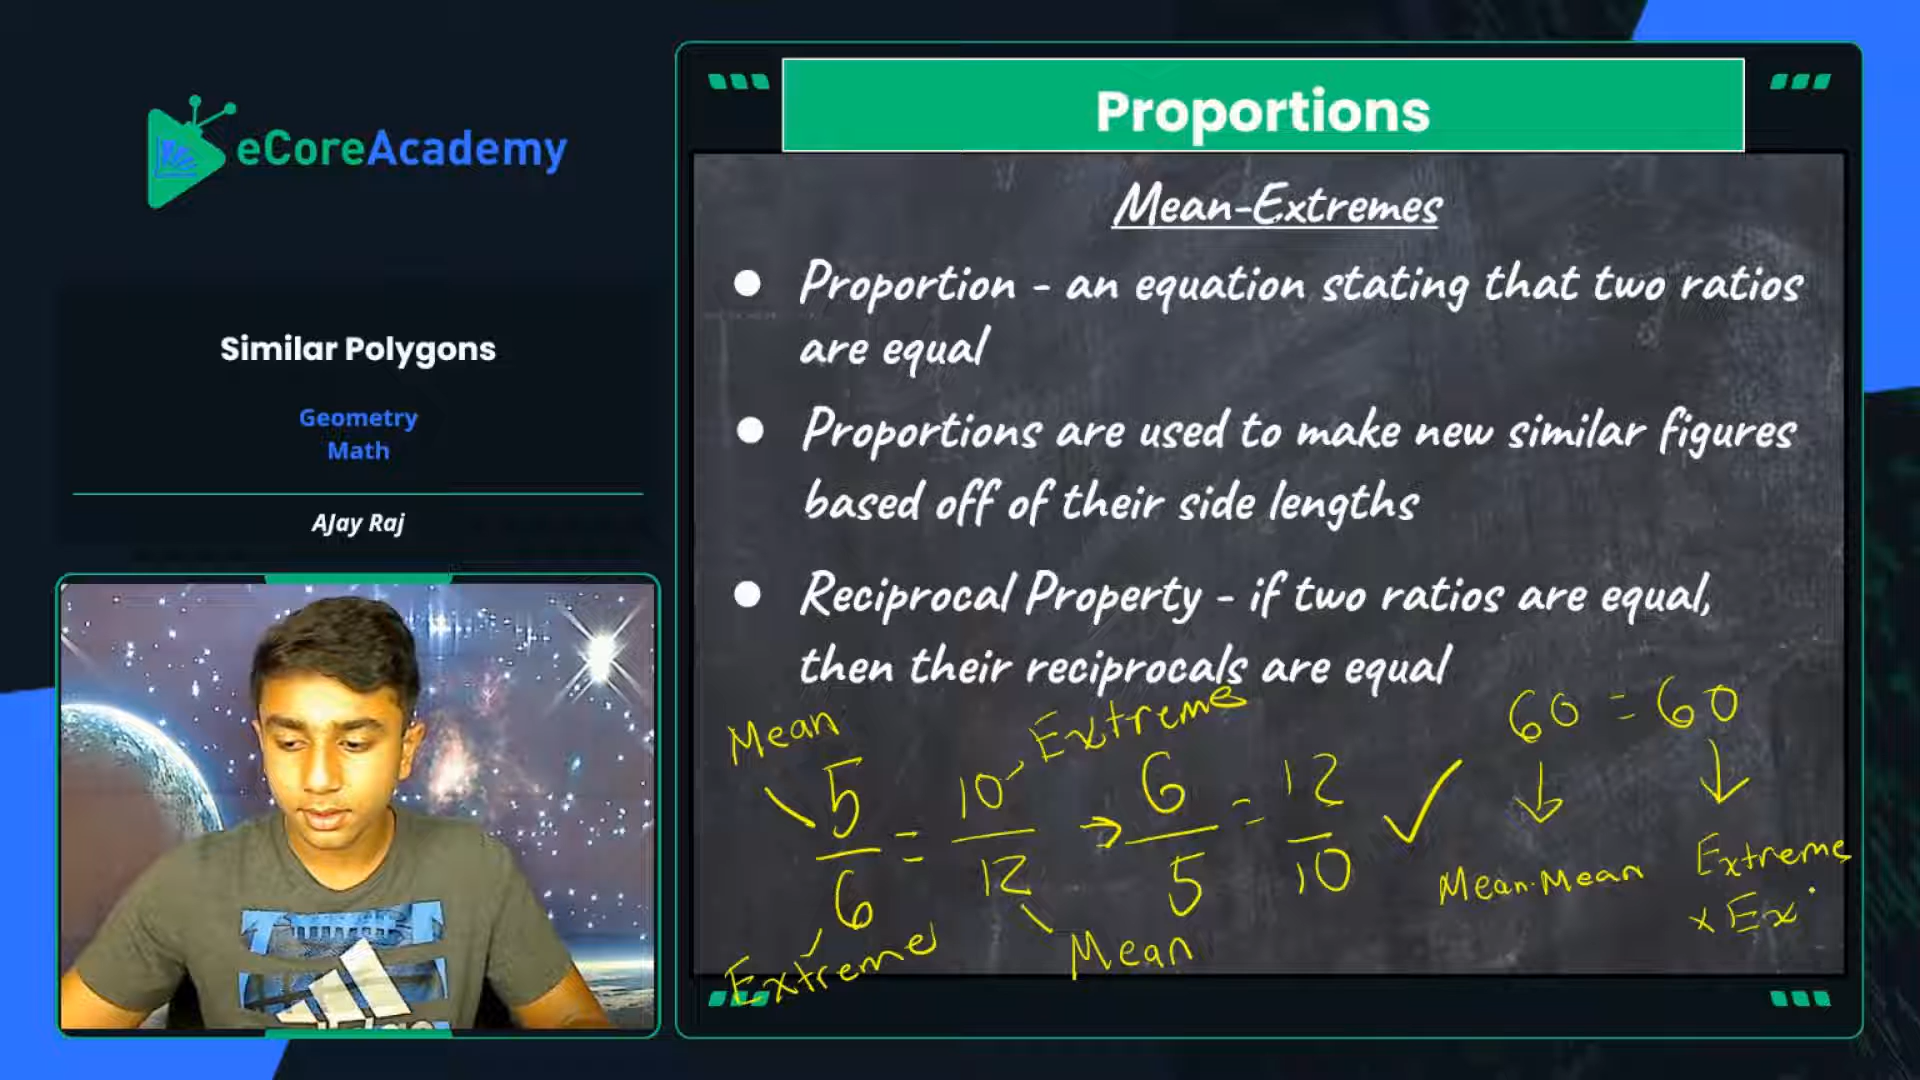 eCoreAcademy
Similar Polygons
Geometry
Math
AJay Raj
Proportions
Mean-Extremes
● Proportion - an equation stating that two ratios
are equal
● Proportions are used to make new similar figures
based off of their side lengths
● Reciprocal Property - if two ratios are equal,
then their reciprocals are equal
Mean
Extreme
60 = 60
5/6 = 10/12 → 6/5 = 12/10 ✓
Mean·Mean
Extreme
x Ex
Extreme
Mean